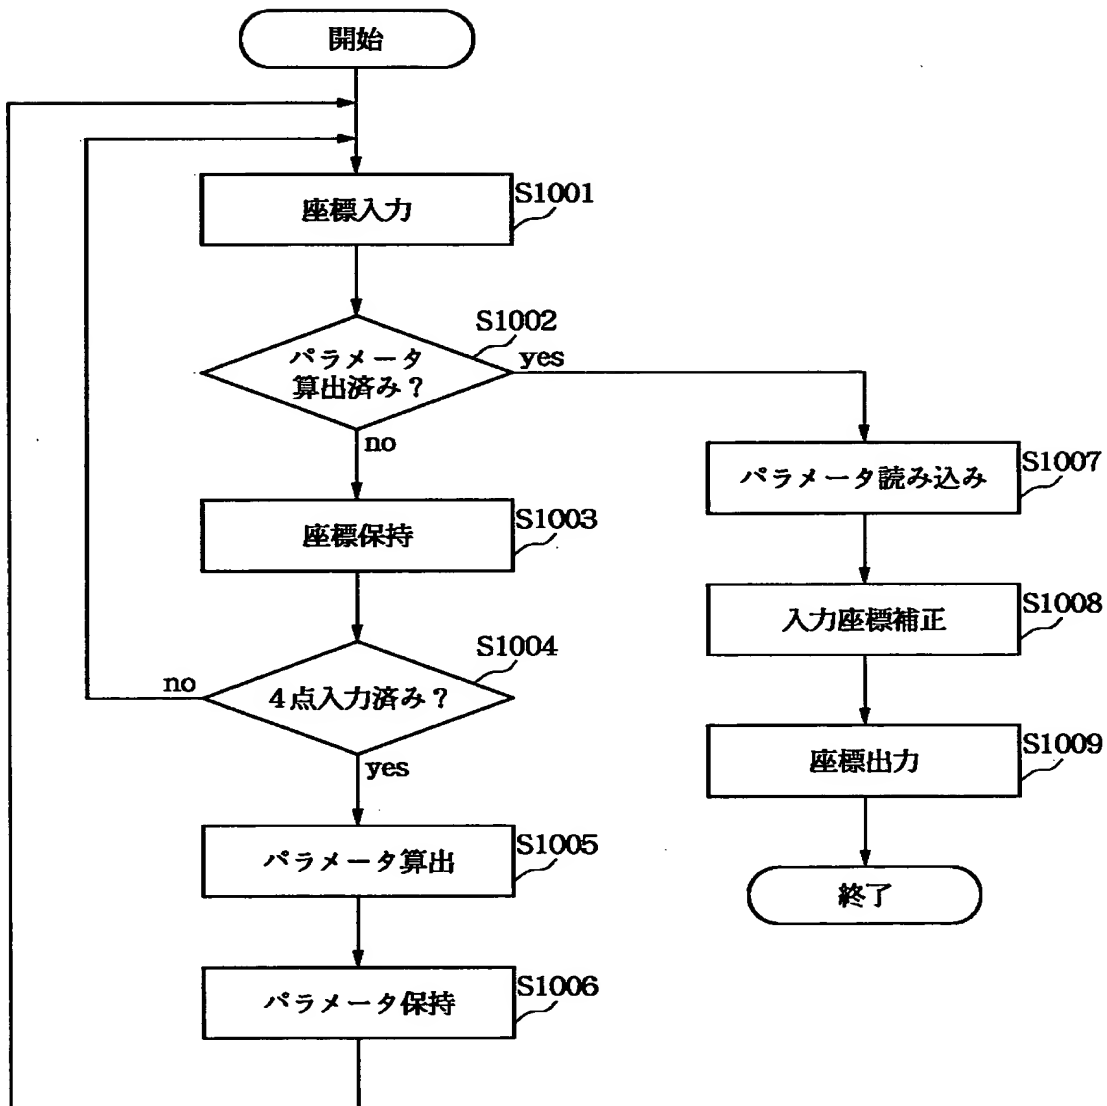 開始
座標入力
S1001
S1002
パラメータ
算出済み？
yes
no
座標保持
S1003
S1004
4点入力済み？
no
yes
パラメータ算出
S1005
パラメータ保持
S1006
パラメータ読み込み
S1007
入力座標補正
S1008
座標出力
S1009
終了